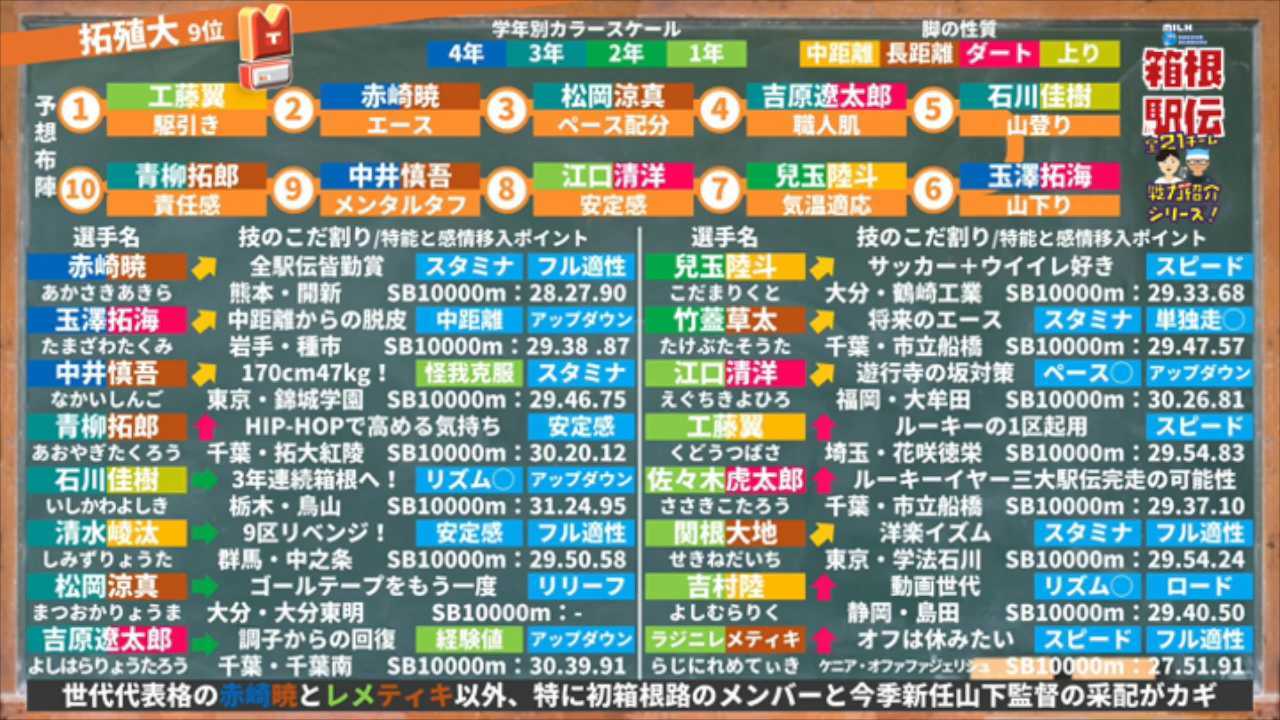 拓殖大 9位
学年別カラースケール
4年 3年 2年 1年
脚の性質
中距離 長距離 ダート 上り
箱根
駅伝
全21チーム
戦力紹介
シリーズ!
予想布陣
1 工藤翼 2 赤崎暁 3 松岡涼真 4 吉原遼太郎 5 石川佳樹
駆引き エース ペース配分 職人肌 山登り
10 青柳拓郎 9 中井慎吾 8 江口清洋 7 兒玉陸斗 6 玉澤拓海
責任感 メンタルタフ 安定感 気温適応 山下り
選手名 技のこだ割り/特能と感情移入ポイント
赤崎暁 全駅伝皆勤賞 スタミナ フル適性
あかさきあきら 熊本・開新 SB10000m:28.27.90
玉澤拓海 中距離からの脱皮 中距離 アップダウン
たまざわたくみ 岩手・種市 SB10000m:29.38 .87
中井慎吾 170cm47kg! 怪我克服 スタミナ
なかいしんご 東京・錦城学園 SB10000m:29.46.75
青柳拓郎 HIP-HOPで高める気持ち 安定感
あおやぎたくろう 千葉・拓大紅陵 SB10000m:30.20.12
石川佳樹 3年連続箱根へ! リズム〇 アップダウン
いしかわよしき 栃木・烏山 SB10000m:31.24.95
清水崚汰 9区リベンジ! 安定感 フル適性
しみずりょうた 群馬・中之条 SB10000m:29.50.58
松岡涼真 ゴールテープをもう一度 リリーフ
まつおかりょうま 大分・大分東明 SB10000m:-
吉原遼太郎 調子からの回復 経験値 アップダウン
よしはらりょうたろう 千葉・千葉南 SB10000m:30.39.91
選手名 技のこだ割り/特能と感情移入ポイント
兒玉陸斗 サッカー+ウイイレ好き スピード
こだまりくと 大分・鶴崎工業 SB10000m:29.33.68
竹蓋草太 将来のエース スタミナ 単独走〇
たけぶたそうた 千葉・市立船橋 SB10000m:29.47.57
江口清洋 遊行寺の坂対策 ペース〇 アップダウン
えぐちきよひろ 福岡・大牟田 SB10000m:30.26.81
工藤翼 ルーキーの1区起用 スピード
くどうつばさ 埼玉・花咲徳栄 SB10000m:29.54.83
佐々木虎太郎 ルーキーイヤー三大駅伝完走の可能性
ささきこたろう 千葉・市立船橋 SB10000m:29.37.10
関根大地 洋楽イズム スタミナ フル適性
せきねだいち 東京・学法石川 SB10000m:29.54.24
吉村陸 動画世代 リズム〇 ロード
よしむらりく 静岡・島田 SB10000m:29.40.50
ラジニレメティキ オフは休みたい スピード フル適性
らじにれめてぃき ケニア・オファファジェリシュ SB10000m:27.51.91
世代代表格の赤崎暁とレメティキ以外、特に初箱根路のメンバーと今季新任山下監督の采配がカギ